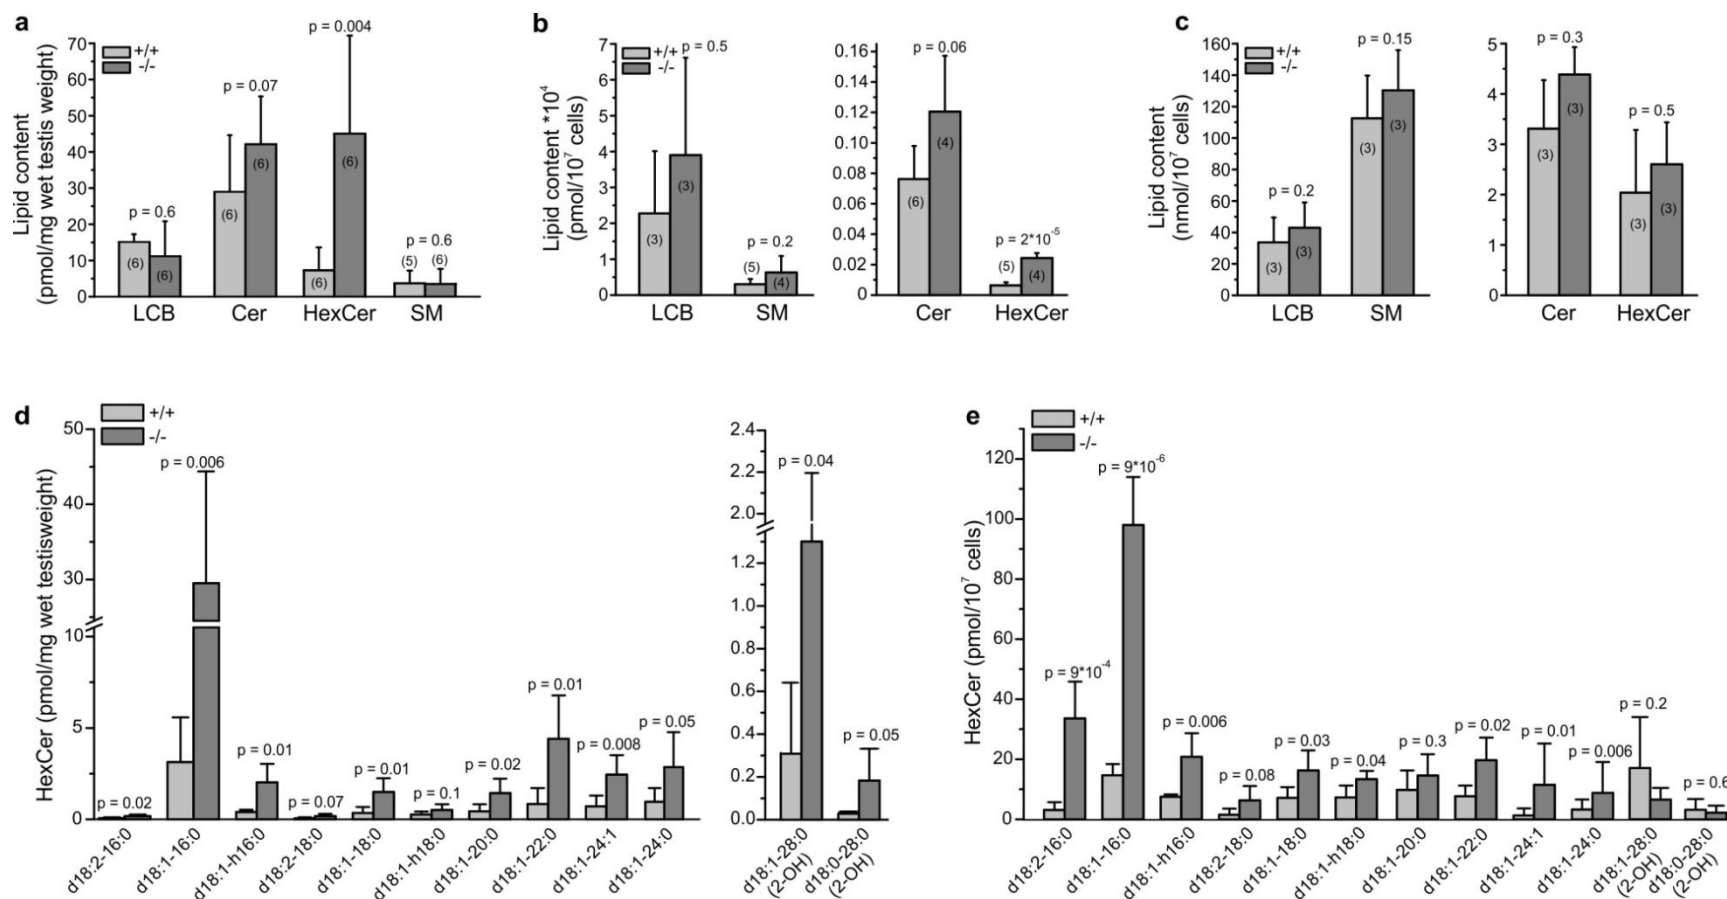 a
+/+
-/-
p = 0.004
p = 0.07
p = 0.6
p = 0.6
Lipid content
(pmol/mg wet testis weight)
70
60
50
40
30
20
10
0
(6)
(6)
(6)
(6)
(6)
(6)
(5)
(6)
LCB
Cer
HexCer
SM
b
+/+
-/-
p = 0.5
p = 0.2
Lipid content *10⁴
(pmol/10⁷ cells)
7
6
5
4
3
2
1
0
(3)
(3)
(5)
(4)
LCB
SM
p = 0.06
p = 2*10⁻⁵
0.16
0.14
0.12
0.10
0.08
0.06
0.04
0.02
0
(6)
(4)
(5)
(4)
Cer
HexCer
c
+/+
-/-
p = 0.15
p = 0.2
Lipid content
(nmol/10⁷ cells)
160
140
120
100
80
60
40
20
0
(3)
(3)
(3)
(3)
LCB
SM
p = 0.3
p = 0.5
5
4
3
2
1
0
(3)
(3)
(3)
(3)
Cer
HexCer
d
+/+
-/-
HexCer (pmol/mg wet testisweight)
50
40
30
10
5
0
p = 0.02
p = 0.006
p = 0.01
p = 0.07
p = 0.01
p = 0.1
p = 0.02
p = 0.01
p = 0.008
p = 0.05
d18:2-16:0
d18:1-16:0
d18:1-h16:0
d18:2-18:0
d18:1-18:0
d18:1-h18:0
d18:1-20:0
d18:1-22:0
d18:1-24:1
d18:1-24:0
2.4
2.2
2.0
1.2
1.0
0.8
0.6
0.4
0.2
0
p = 0.04
p = 0.05
d18:1-28:0
(2-OH)
d18:0-28:0
(2-OH)
e
+/+
-/-
HexCer (pmol/10⁷ cells)
120
100
80
60
40
20
0
p = 9*10⁻⁴
p = 9*10⁻⁶
p = 0.006
p = 0.08
p = 0.03
p = 0.04
p = 0.3
p = 0.02
p = 0.01
p = 0.006
p = 0.2
p = 0.6
d18:2-16:0
d18:1-16:0
d18:1-h16:0
d18:2-18:0
d18:1-18:0
d18:1-h18:0
d18:1-20:0
d18:1-22:0
d18:1-24:1
d18:1-24:0
d18:1-28:0
(2-OH)
d18:0-28:0
(2-OH)